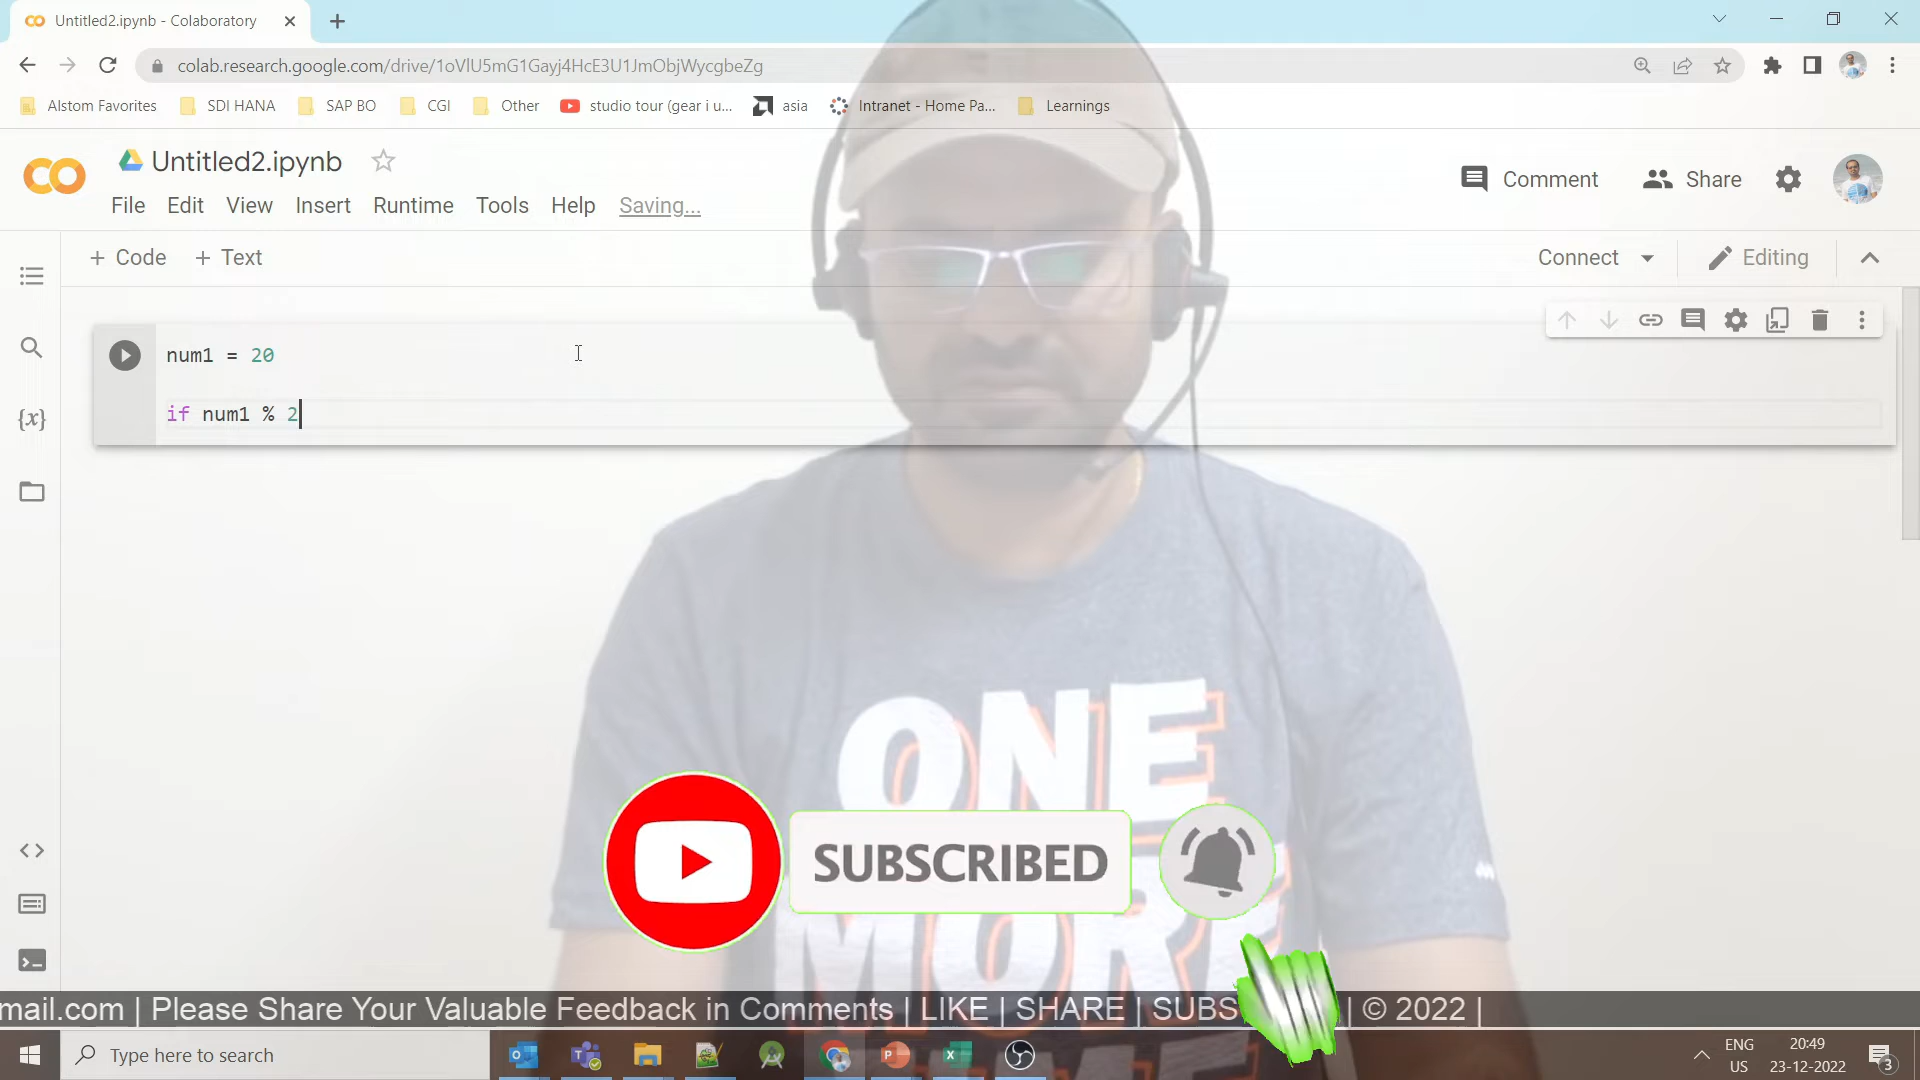 Untitled2.ipynb - Colaboratory
colab.research.google.com/drive/1oVlU5mG1Gayj4HcE3U1JmObjWycgbeZg
Alstom Favorites SDI HANA SAP BO CGI Other studio tour (gear i u... asia Intranet - Home Pa... Learnings
Untitled2.ipynb
File Edit View Insert Runtime Tools Help Saving...
Comment Share
+ Code + Text
Connect Editing
num1 = 20
if num1 % 2
{x}
ONE
SUBSCRIBED
MORE
mail.com | Please Share Your Valuable Feedback in Comments | LIKE | SHARE | SUBS | © 2022 |
Type here to search
ENG
US
20:49
23-12-2022
3